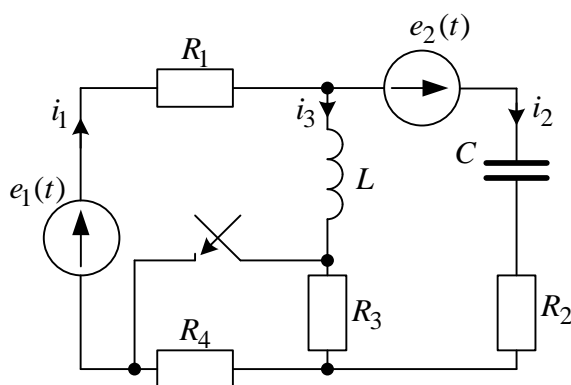 e₂(t)
R₁
i₁
i₃
i₂
C
e₁(t)
L
R₃
R₂
R₄